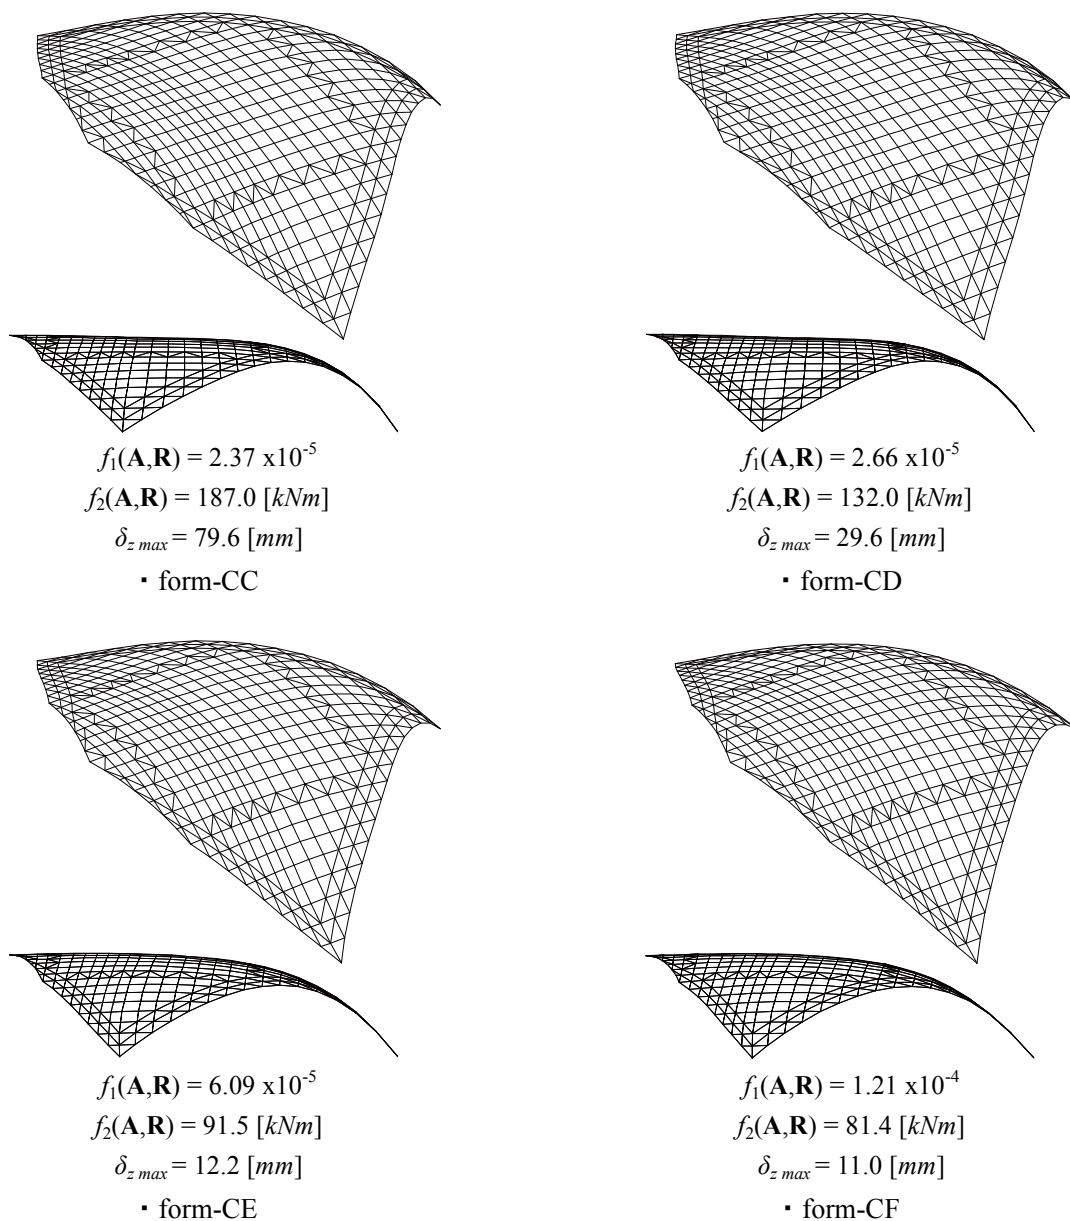 f₁(A,R) = 2.37 x10⁻⁵
f₂(A,R) = 187.0 [kNm]
δz max = 79.6 [mm]
▪ form-CC
f₁(A,R) = 2.66 x10⁻⁵
f₂(A,R) = 132.0 [kNm]
δz max = 29.6 [mm]
▪ form-CD
f₁(A,R) = 6.09 x10⁻⁵
f₂(A,R) = 91.5 [kNm]
δz max = 12.2 [mm]
▪ form-CE
f₁(A,R) = 1.21 x10⁻⁴
f₂(A,R) = 81.4 [kNm]
δz max = 11.0 [mm]
▪ form-CF